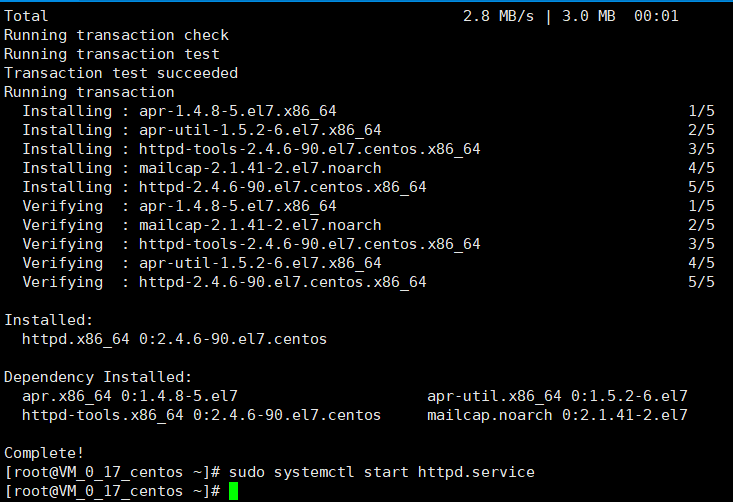 Total 2.8 MB/s | 3.0 MB 00:01
Running transaction check
Running transaction test
Transaction test succeeded
Running transaction
Installing : apr-1.4.8-5.el7.x86_64 1/5
Installing : apr-util-1.5.2-6.el7.x86_64 2/5
Installing : httpd-tools-2.4.6-90.el7.centos.x86_64 3/5
Installing : mailcap-2.1.41-2.el7.noarch 4/5
Installing : httpd-2.4.6-90.el7.centos.x86_64 5/5
Verifying : apr-1.4.8-5.el7.x86_64 1/5
Verifying : mailcap-2.1.41-2.el7.noarch 2/5
Verifying : httpd-tools-2.4.6-90.el7.centos.x86_64 3/5
Verifying : apr-util-1.5.2-6.el7.x86_64 4/5
Verifying : httpd-2.4.6-90.el7.centos.x86_64 5/5
Installed:
httpd.x86_64 0:2.4.6-90.el7.centos
Dependency Installed:
apr.x86_64 0:1.4.8-5.el7 apr-util.x86_64 0:1.5.2-6.el7
httpd-tools.x86_64 0:2.4.6-90.el7.centos mailcap.noarch 0:2.1.41-2.el7
Complete!
[root@VM_0_17_centos ~]# sudo systemctl start httpd.service
[root@VM_0_17_centos ~]#